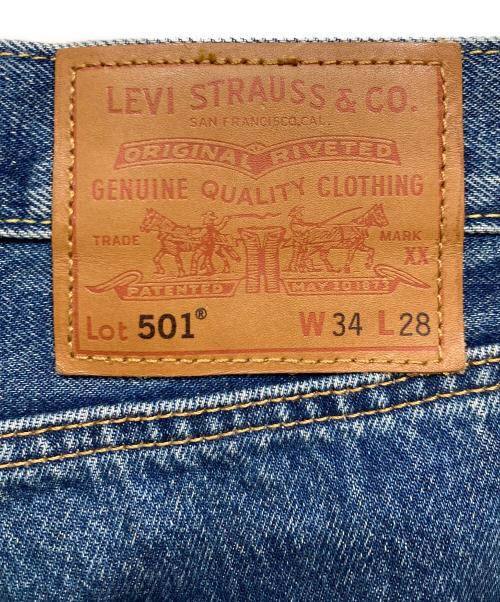 LEVI STRAUSS & CO.
SAN FRANCISCO, CAL.
ORIGINAL RIVETED
GENUINE QUALITY CLOTHING
TRADE MARK
XX
PATENTED MAY 20 1873
Lot 501® W 34 L 28